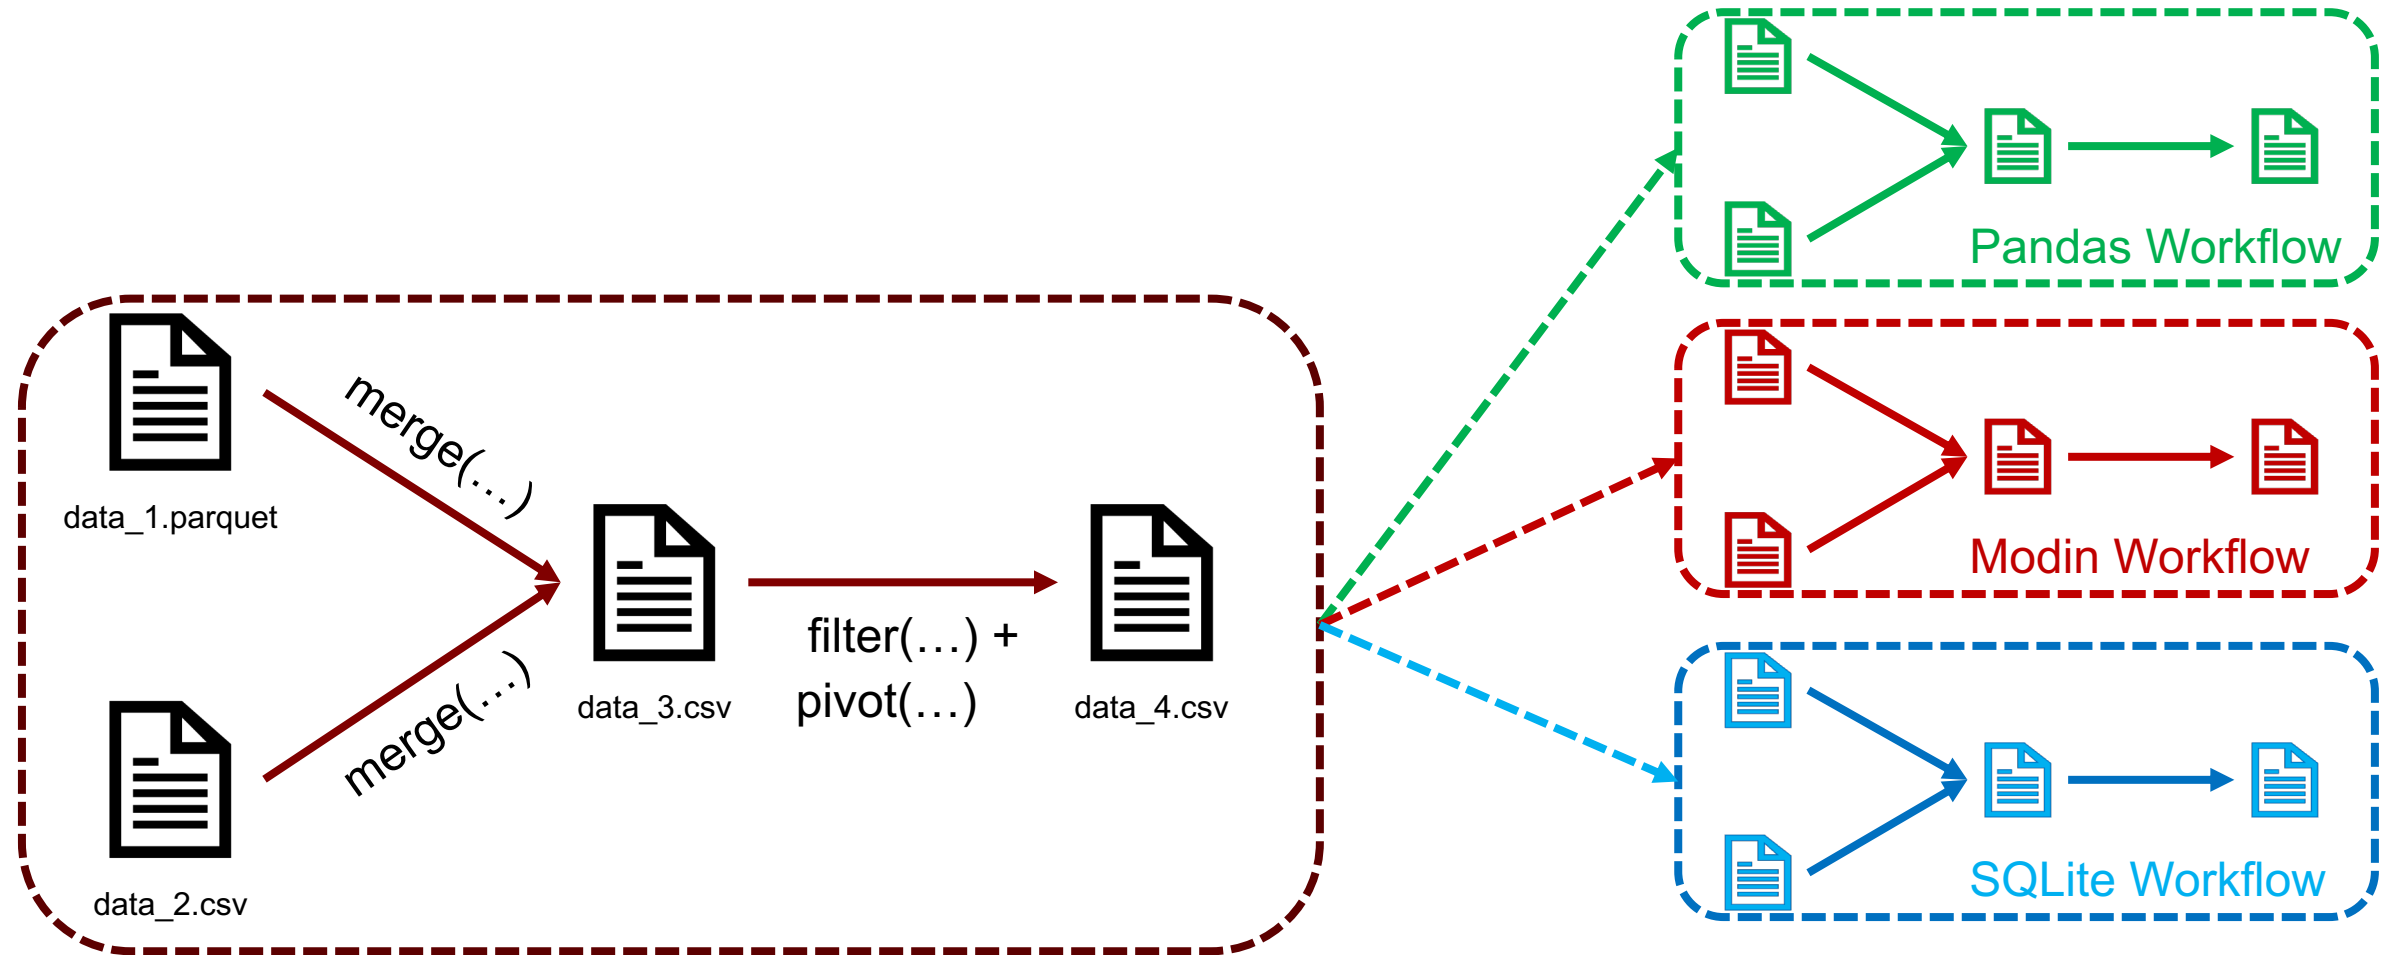 data_1.parquet
merge(…)
data_2.csv
merge(…)
data_3.csv
filter(…) +
pivot(…)
data_4.csv
Pandas Workflow
Modin Workflow
SQLite Workflow